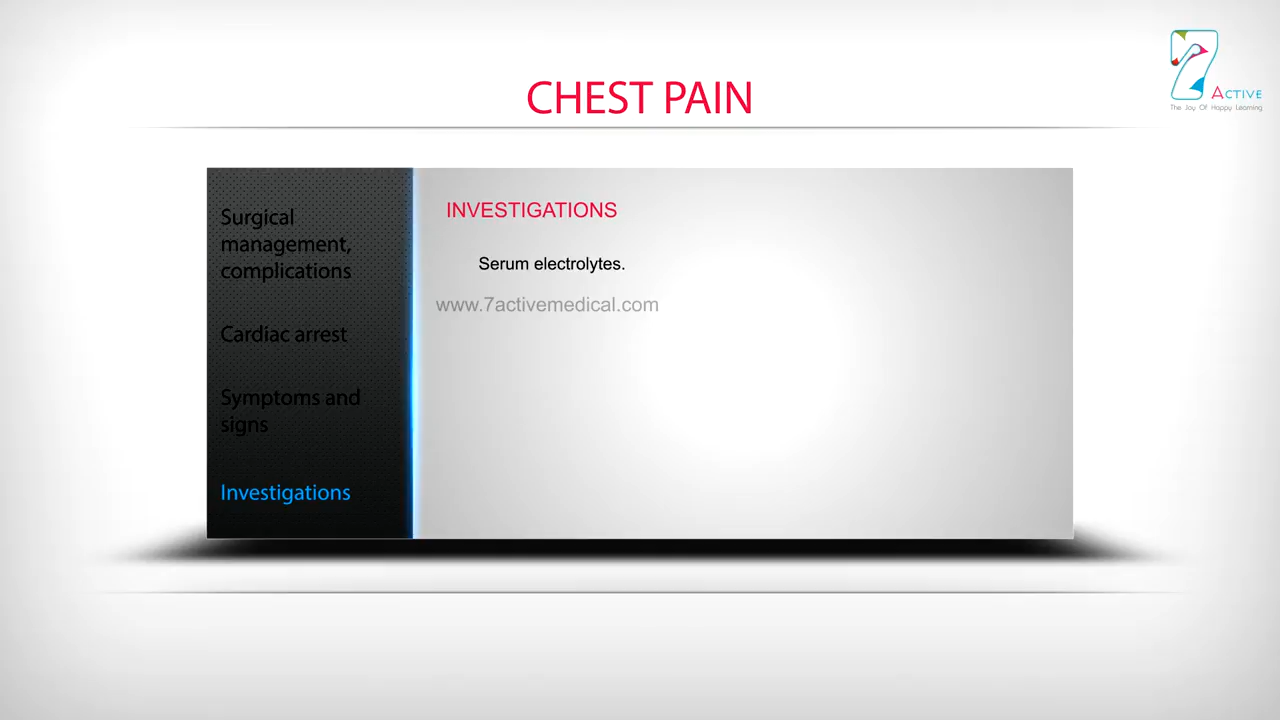 CHEST PAIN
7
ACTIVE
The Joy Of Happy Learning
Surgical
management,
complications
Cardiac arrest
Symptoms and
signs
Investigations
INVESTIGATIONS
Serum electrolytes.
www.7activemedical.com